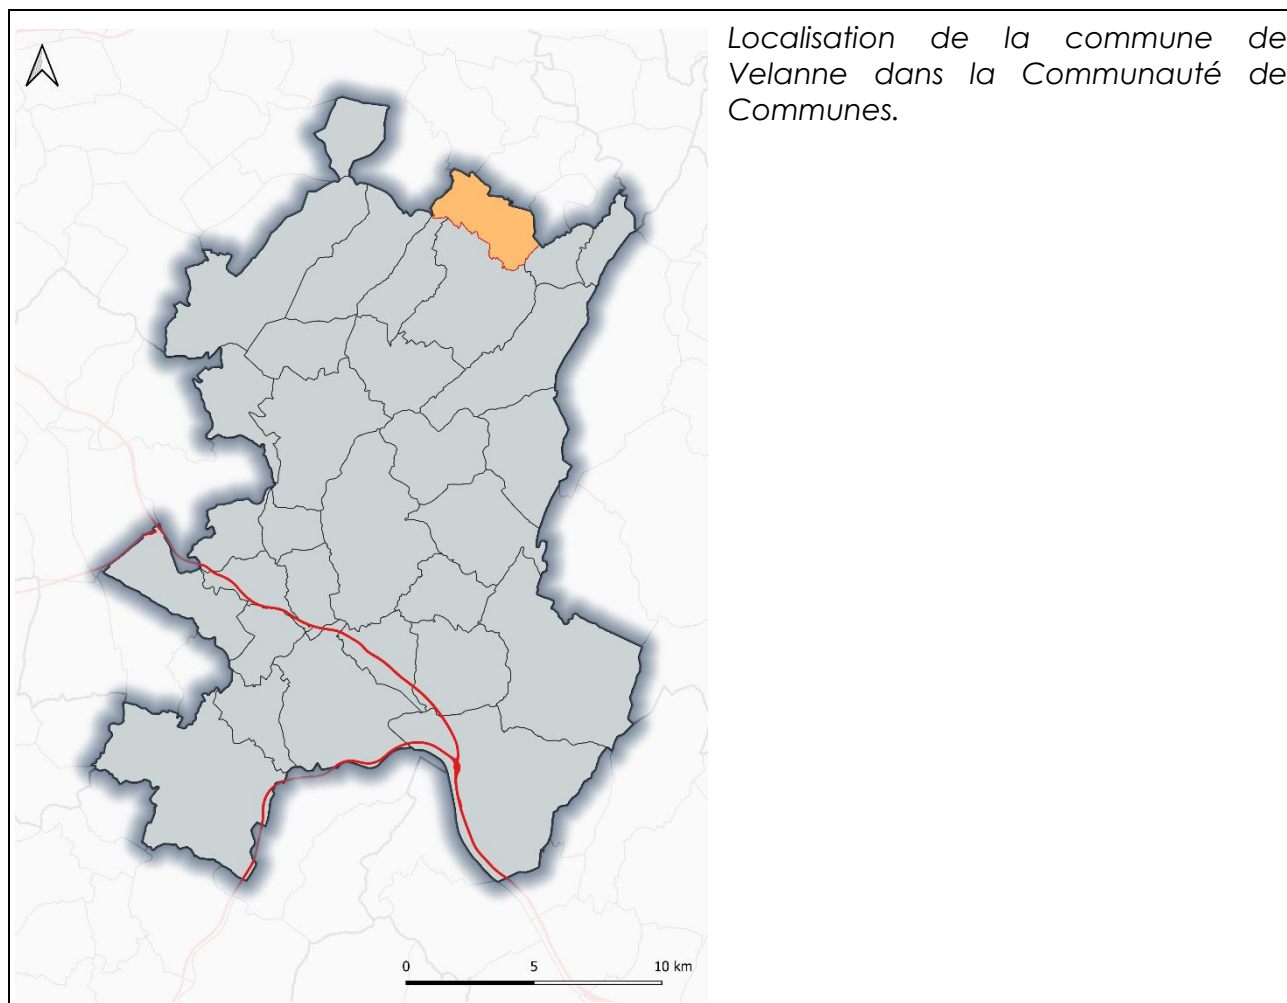 Localisation de la commune de
Velanne dans la Communauté de
Communes.
0 5 10 km